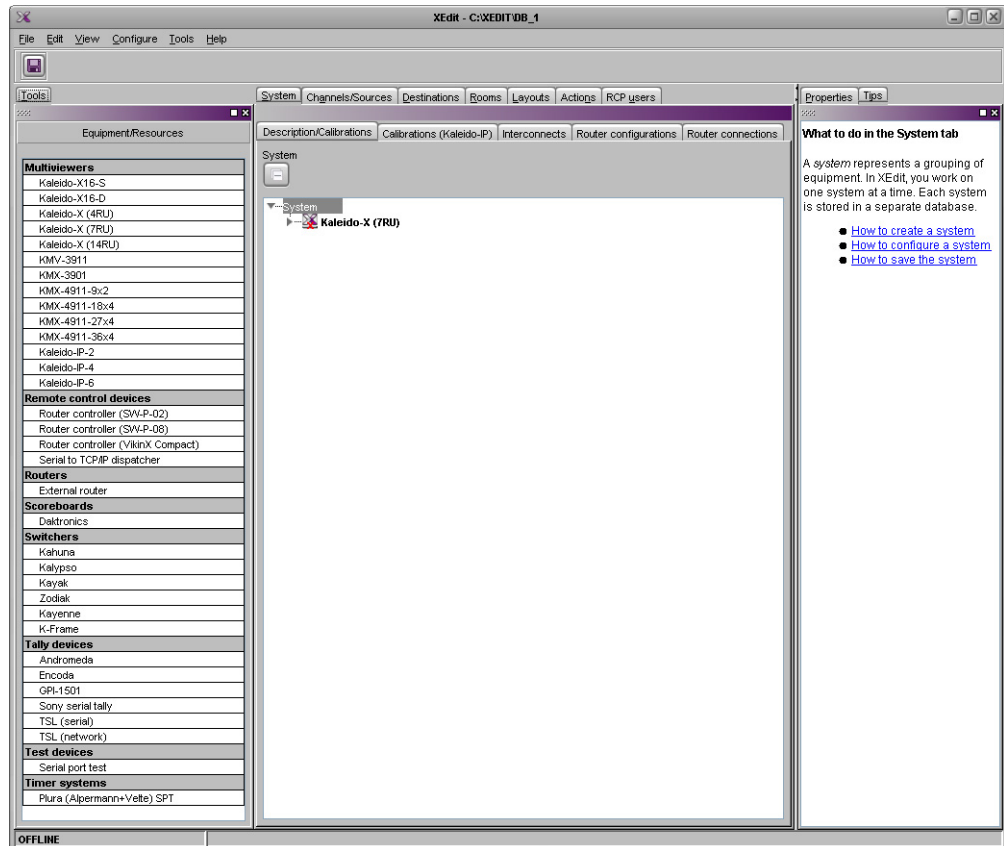 XEdit - C:\XEDIT\DB_1
File Edit View Configure Tools Help
Tools
Equipment/Resources
Multiviewers
Kaleido-X16-S
Kaleido-X16-D
Kaleido-X (4RU)
Kaleido-X (7RU)
Kaleido-X (14RU)
KMV-3911
KMX-3901
KMX-4911-9x2
KMX-4911-18x4
KMX-4911-27x4
KMX-4911-36x4
Kaleido-IP-2
Kaleido-IP-4
Kaleido-IP-6
Remote control devices
Router controller (SW-P-02)
Router controller (SW-P-08)
Router controller (VikinX Compact)
Serial to TCP/IP dispatcher
Routers
External router
Scoreboards
Daktronics
Switchers
Kahuna
Kalypso
Kayak
Zodiak
Kayenne
K-Frame
Tally devices
Andromeda
Encoda
GPI-1501
Sony serial tally
TSL (serial)
TSL (network)
Test devices
Serial port test
Timer systems
Plura (Alpermann+Velte) SPT
System Channels/Sources Destinations Rooms Layouts Actions RCP users
Description/Calibrations Calibrations (Kaleido-IP) Interconnects Router configurations Router connections
System
System
Kaleido-X (7RU)
Properties Tips
What to do in the System tab
A system represents a grouping of
equipment. In XEdit, you work on
one system at a time. Each system
is stored in a separate database.
How to create a system
How to configure a system
How to save the system
OFFLINE